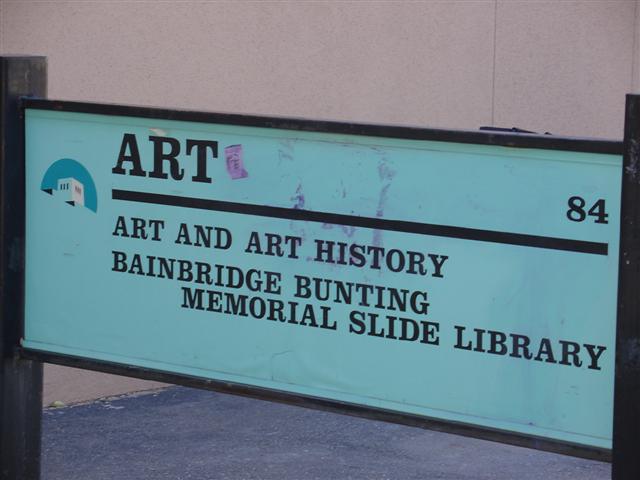 ART
84
ART AND ART HISTORY
BAINBRIDGE BUNTING
MEMORIAL SLIDE LIBRARY